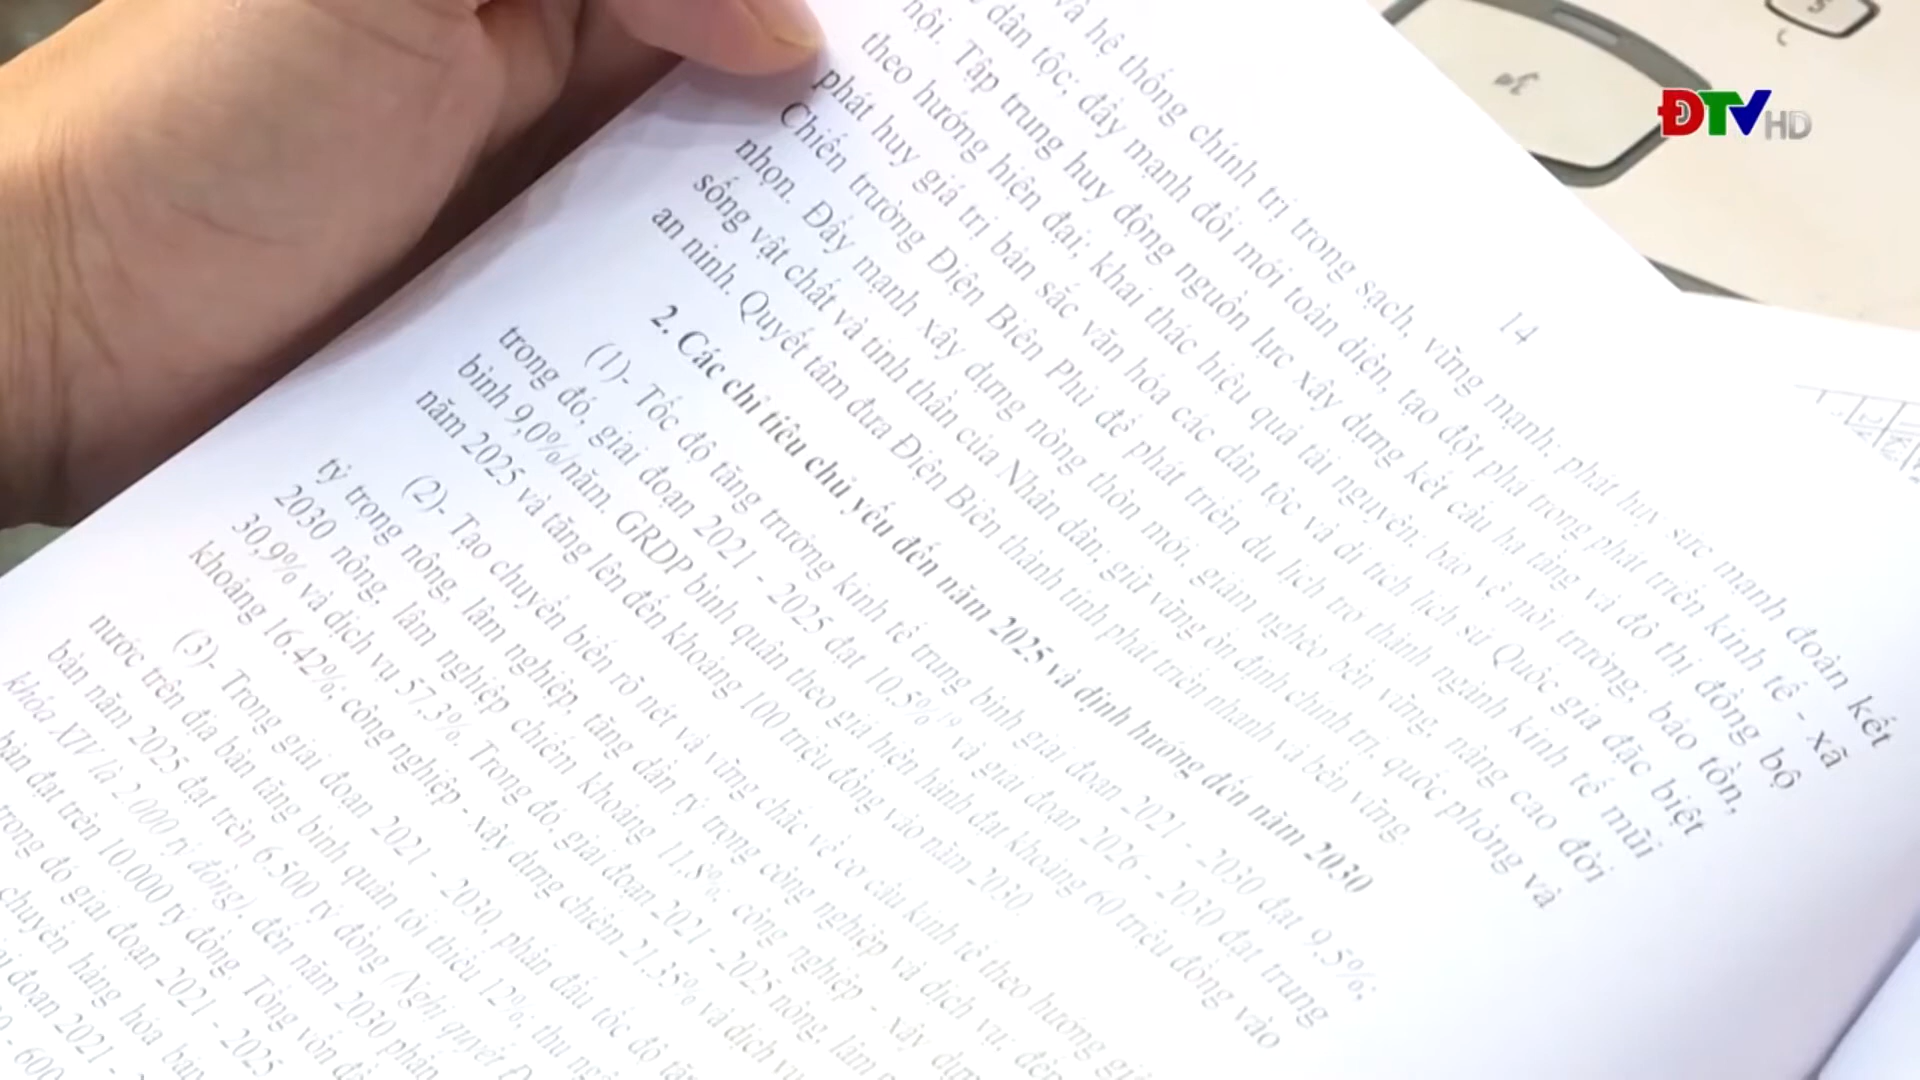 ĐTV HD
14
và hệ thống chính trị trong sạch, vững mạnh; phát huy sức mạnh đoàn kết
dân tộc; đẩy mạnh đổi mới toàn diện, tạo đột phá trong phát triển kinh tế - xã
hội. Tập trung huy động nguồn lực xây dựng kết cấu hạ tầng và đô thị đồng bộ
theo hướng hiện đại; khai thác hiệu quả tài nguyên; bảo vệ môi trường; bảo tồn,
phát huy giá trị bản sắc văn hóa các dân tộc và di tích lịch sử Quốc gia đặc biệt
Chiến trường Điện Biên Phủ để phát triển du lịch trở thành ngành kinh tế mũi
nhọn. Đẩy mạnh xây dựng nông thôn mới, giảm nghèo bền vững, nâng cao đời
sống vật chất và tinh thần của Nhân dân; giữ vững ổn định chính trị, quốc phòng và
an ninh. Quyết tâm đưa Điện Biên thành tỉnh phát triển nhanh và bền vững
2. Các chỉ tiêu chủ yếu đến năm 2025 và định hướng đến năm 2030
(1)- Tốc độ tăng trưởng kinh tế trung bình giai đoạn 2021 - 2030 đạt 9,5%;
trong đó, giai đoạn 2021 - 2025 đạt 10,5%¹⁹ và giai đoạn 2026 - 2030 đạt trung
bình 9,0%/năm. GRDP bình quân theo giá hiện hành đạt khoảng 60 triệu đồng vào
năm 2025 và tăng lên đến khoảng 100 triệu đồng vào năm 2030.
(2)- Tạo chuyển biến rõ nét và vững chắc về cơ cấu kinh tế theo hướng
tỷ trọng nông, lâm nghiệp, tăng dần tỷ trọng công nghiệp và dịch vụ; đến
2030 nông, lâm nghiệp chiếm khoảng 11,8%, công nghiệp - xây dựng
30,9% và dịch vụ 57,3%. Trong đó, giai đoạn 2021 - 2025 nông, lâm
khoảng 16,42%; công nghiệp - xây dựng chiếm 21,35% và dịch vụ
(3)- Trong giai đoạn 2021 - 2030, phấn đấu tốc độ
nước trên địa bàn tăng bình quân tối thiểu 12%; thu
bàn năm 2025 đạt trên 6.500 tỷ đồng (Nghị quyết
khóa XIV là 2.000 tỷ đồng), đến năm 2030 phấn
bàn đạt trên 10.000 tỷ đồng. Tổng vốn
trong đó giai đoạn 2021 - 2025
chuyển hàng hóa
đoạn 2021 -
- 600